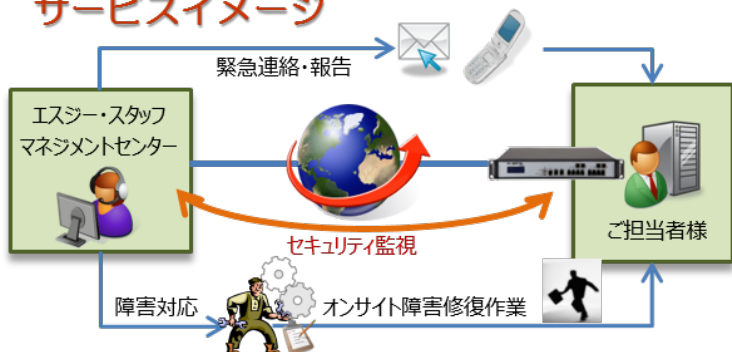 サービスイメージ
緊急連絡・報告
エスジー・スタッフ
マネジメントセンター
セキュリティ監視
ご担当者様
障害対応
オンサイト障害修復作業